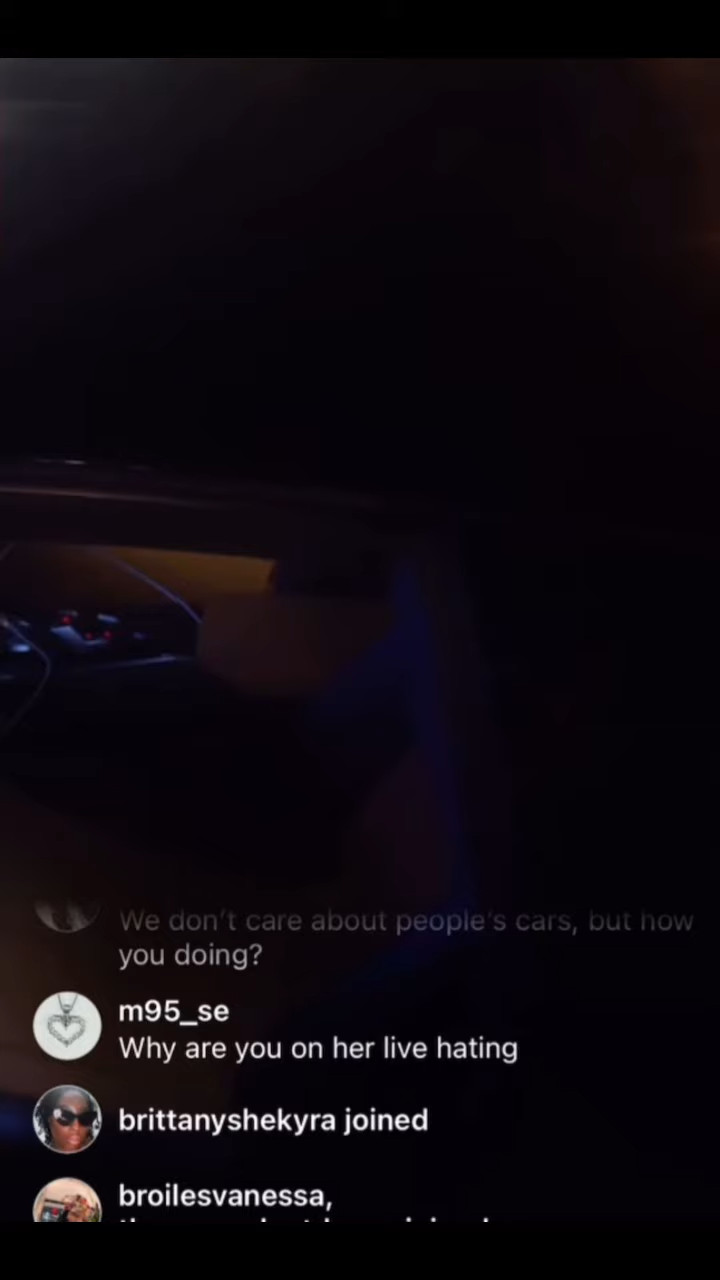 We don't care about people's cars, but how
you doing?
m95_se
Why are you on her live hating
brittanyshekyra joined
broilesvanessa,